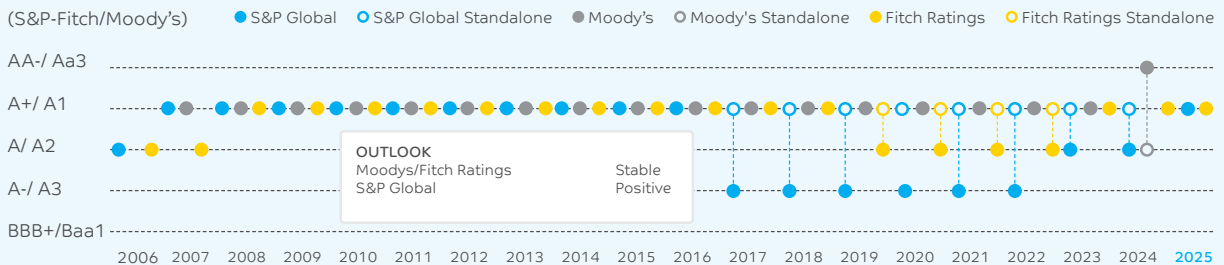 (S&P-Fitch/Moody’s) S&P Global S&P Global Standalone Moody’s Moody's Standalone Fitch Ratings Fitch Ratings Standalone
AA-/ Aa3
A+/ A1
A/ A2
OUTLOOK
Moodys/Fitch Ratings Stable
S&P Global Positive
A-/ A3
BBB+/Baa1
2006 2007 2008 2009 2010 2011 2012 2013 2014 2015 2016 2017 2018 2019 2020 2021 2022 2023 2024 2025